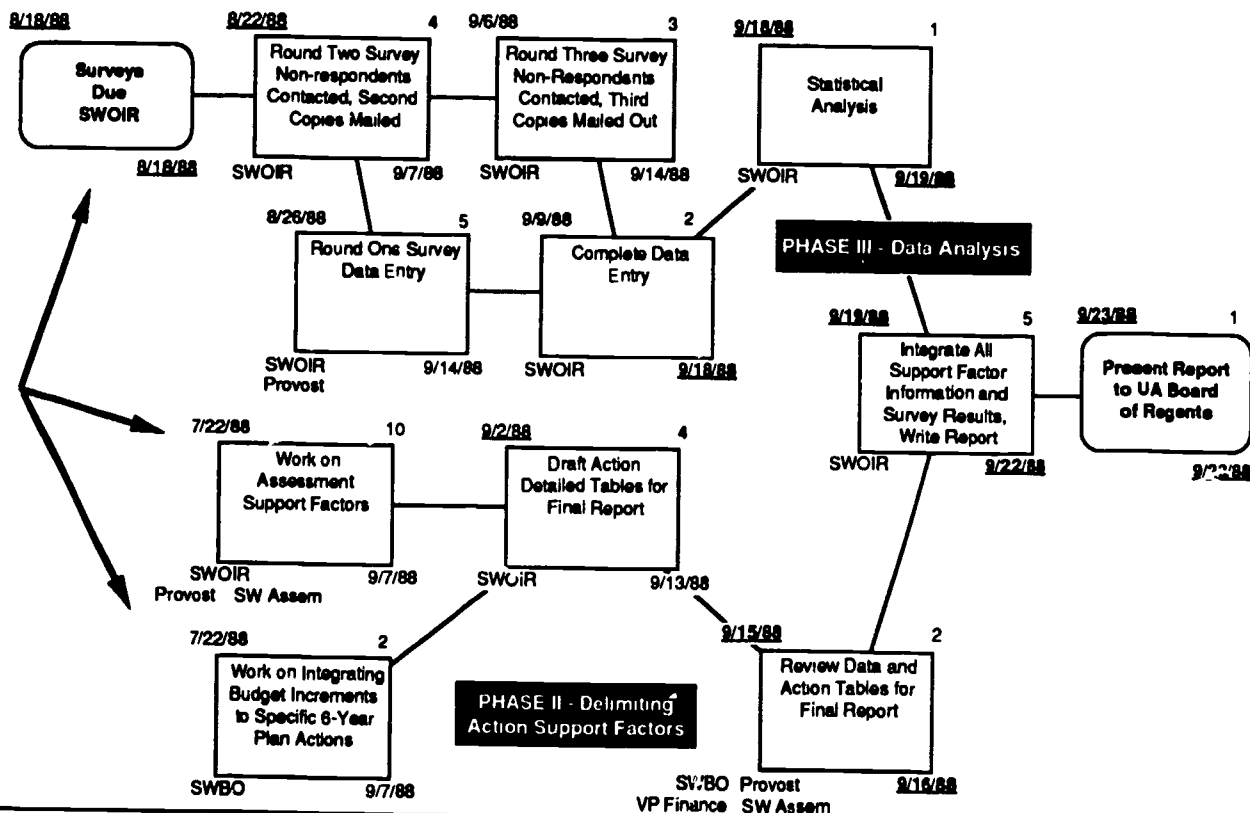 8/18/88
Surveys
Due
SWOIR
8/18/88
8/22/88 4
Round Two Survey
Non-respondents
Contacted, Second
Copies Mailed
SWOIR 9/7/88
9/6/88 3
Round Three Survey
Non-Respondents
Contacted, Third
Copies Mailed Out
9/14/88
9/18/88 1
Statistical
Analysis
SWOIR 9/19/88
8/26/88 5
Round One Survey
Data Entry
SWOIR 9/14/88
Provost
9/9/88 2
Complete Data
Entry
SWOIR 9/18/88
PHASE III - Data Analysis
9/19/88 5
Integrate All
Support Factor
Information and
Survey Results,
Write Report
SWOIR 9/22/88
9/23/88 1
Present Report
to UA Board
of Regents
7/22/88 10
Work on
Assessment
Support Factors
SWOIR 9/7/88
Provost SW Assem
9/2/88 4
Draft Action
Detailed Tables for
Final Report
SWOIR 9/13/88
7/22/88 2
Work on Integrating
Budget Increments
to Specific 6-Year
Plan Actions
SWBO 9/7/88
PHASE II - Delimiting
Action Support Factors
9/15/88 2
Review Data and
Action Tables for
Final Report
SWBO Provost 9/16/88
VP Finance SW Assem